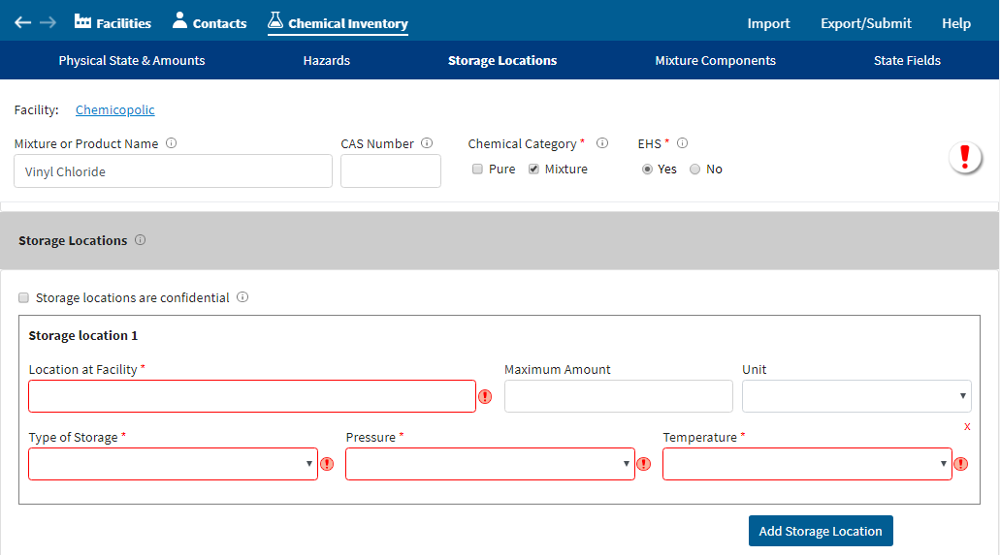 Facilities Contacts Chemical Inventory Import Export/Submit Help
Physical State & Amounts Hazards Storage Locations Mixture Components State Fields
Facility: Chemicopolic
Mixture or Product Name CAS Number Chemical Category * EHS *
Vinyl Chloride Pure Mixture Yes No
Storage Locations
Storage locations are confidential
Storage location 1
Location at Facility * Maximum Amount Unit
x
Type of Storage * Pressure * Temperature *
Add Storage Location